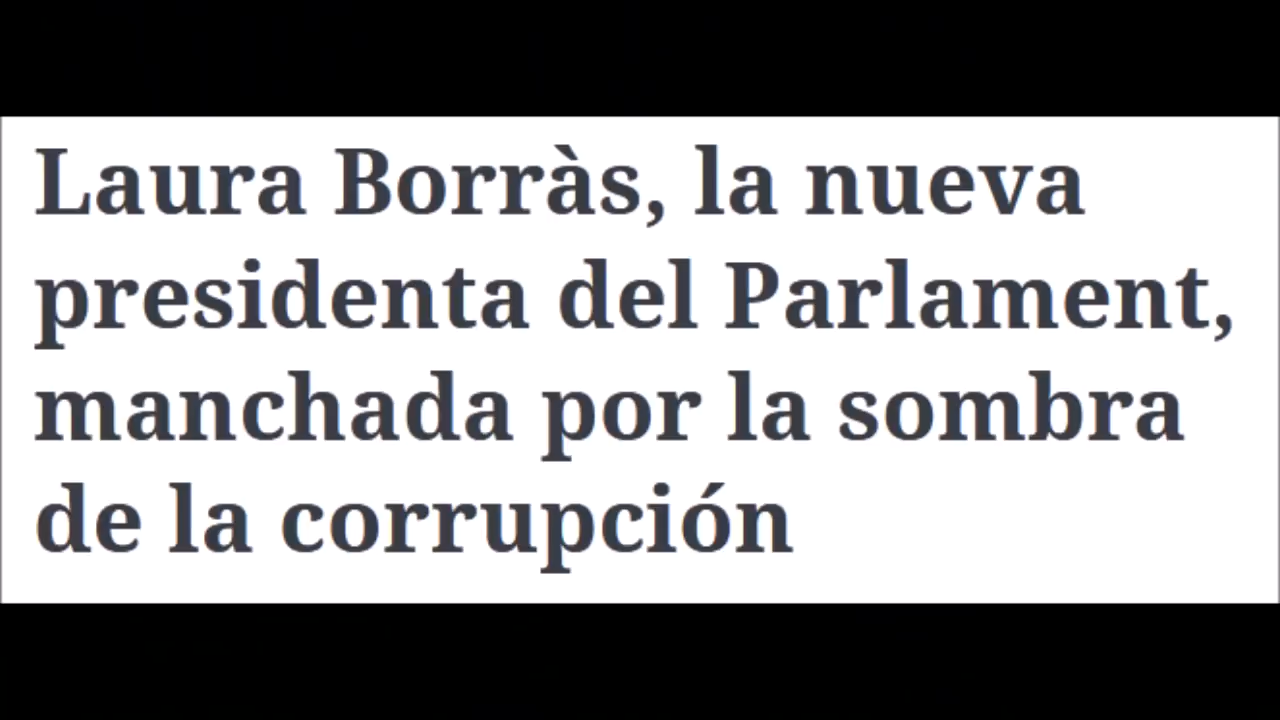 Laura Borràs, la nueva
presidenta del Parlament,
manchada por la sombra
de la corrupción